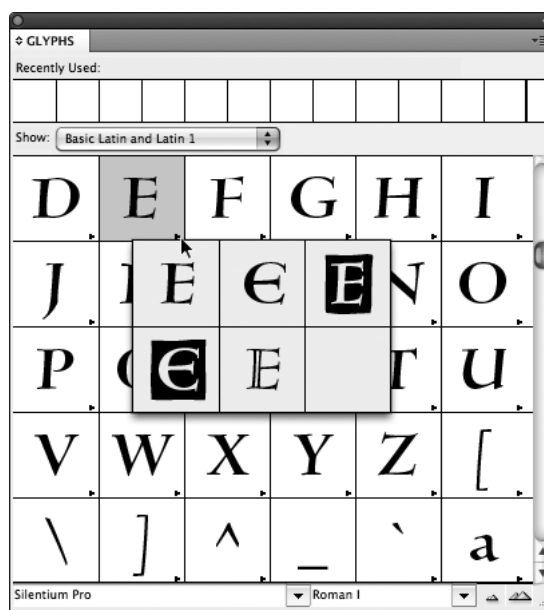 GLYPHS
Recently Used:
Show: Basic Latin and Latin 1
D E F G H I
J E E E N O
P E E T U
V W X Y Z [
\ ] ^ _ ` a
Silentium Pro Roman I